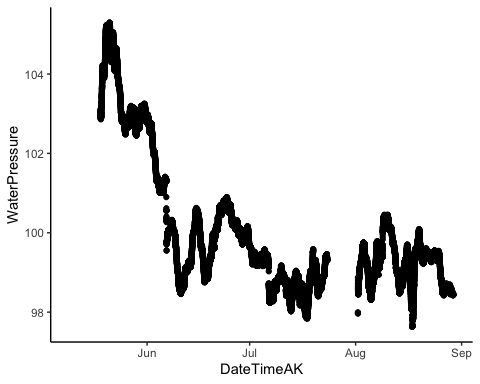 104
102
100
98
WaterPressure
Jun
Jul
Aug
Sep
DateTimeAK